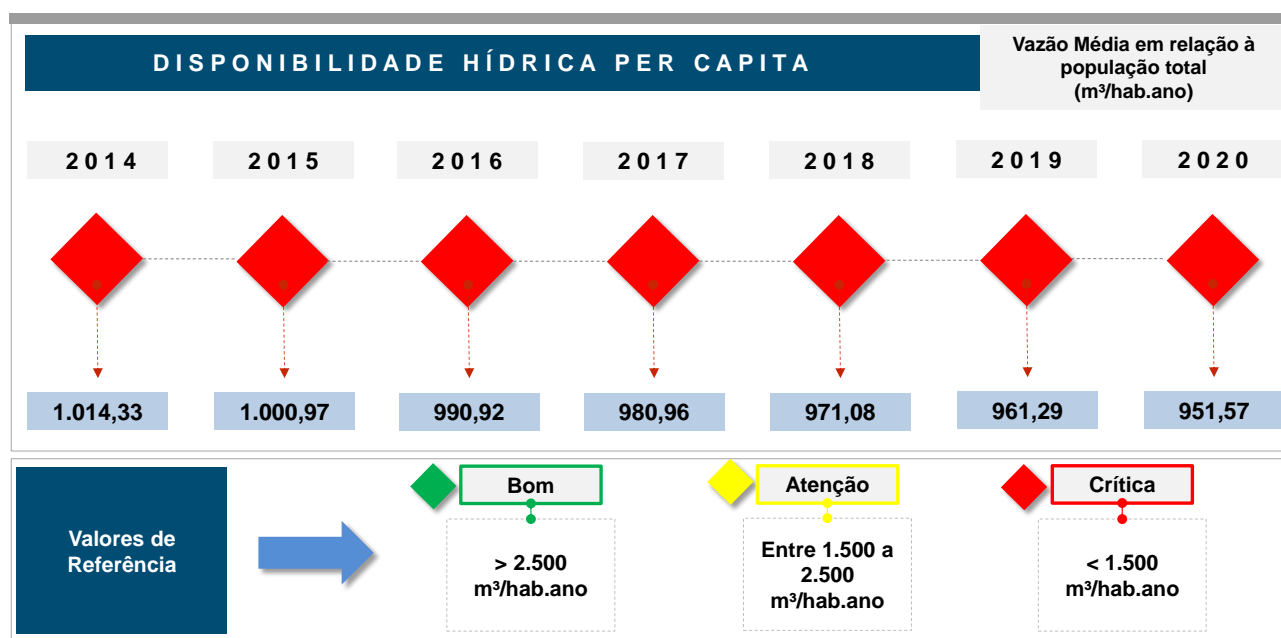 DISPONIBILIDADE HÍDRICA PER CAPITA
Vazão Média em relação à
população total
(m³/hab.ano)
2014 2015 2016 2017 2018 2019 2020
1.014,33 1.000,97 990,92 980,96 971,08 961,29 951,57
Valores de
Referência
Bom
> 2.500
m³/hab.ano
Atenção
Entre 1.500 a
2.500
m³/hab.ano
Crítica
< 1.500
m³/hab.ano